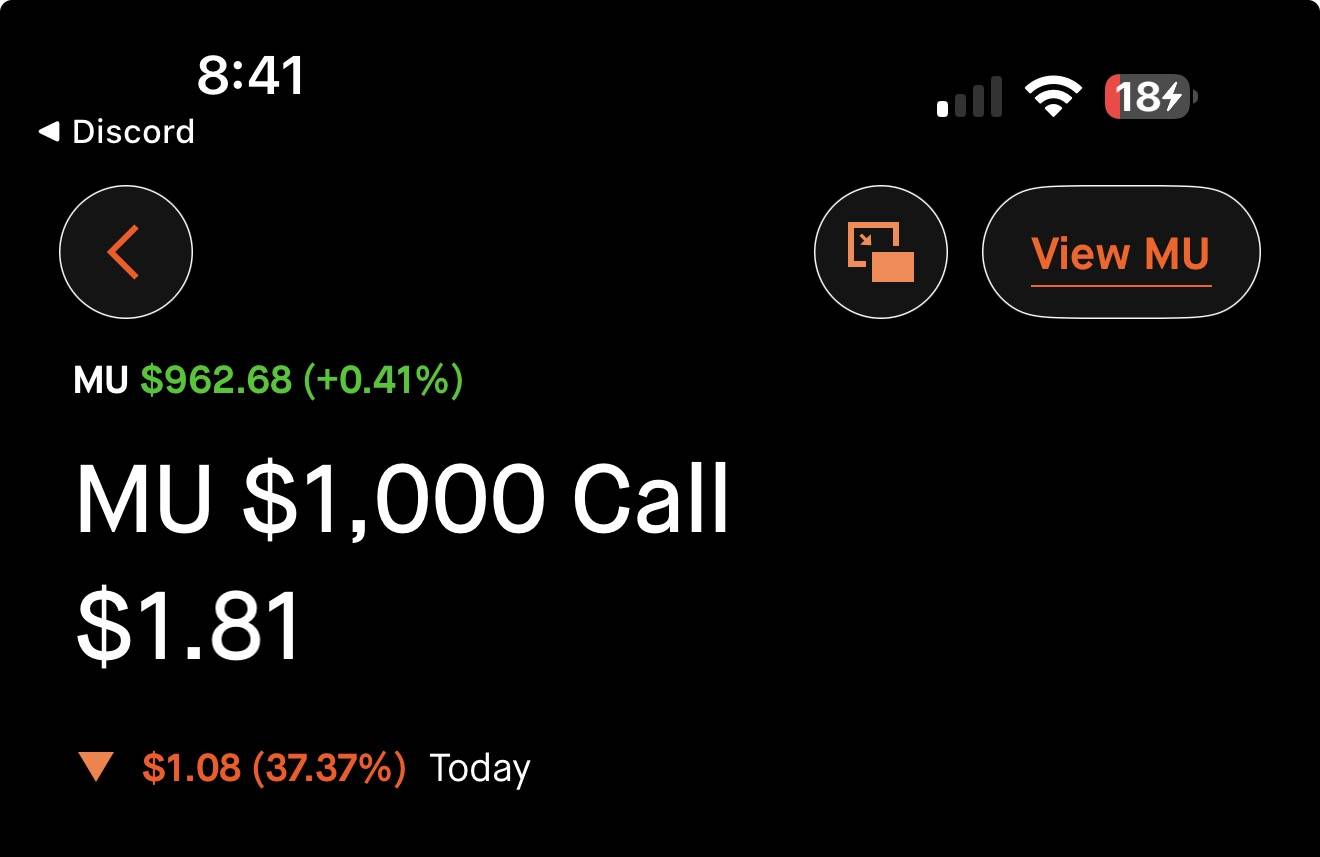 8:41
18
◀ Discord
View MU
MU $962.68 (+0.41%)
MU $1,000 Call
$1.81
▼ $1.08 (37.37%) Today